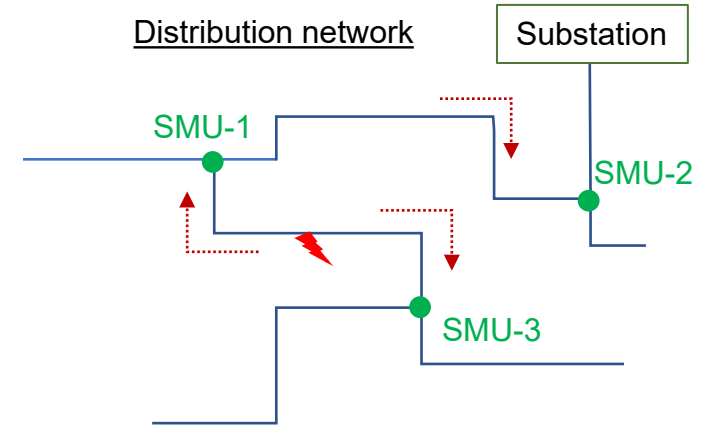 Distribution network
Substation
SMU-1
SMU-2
SMU-3